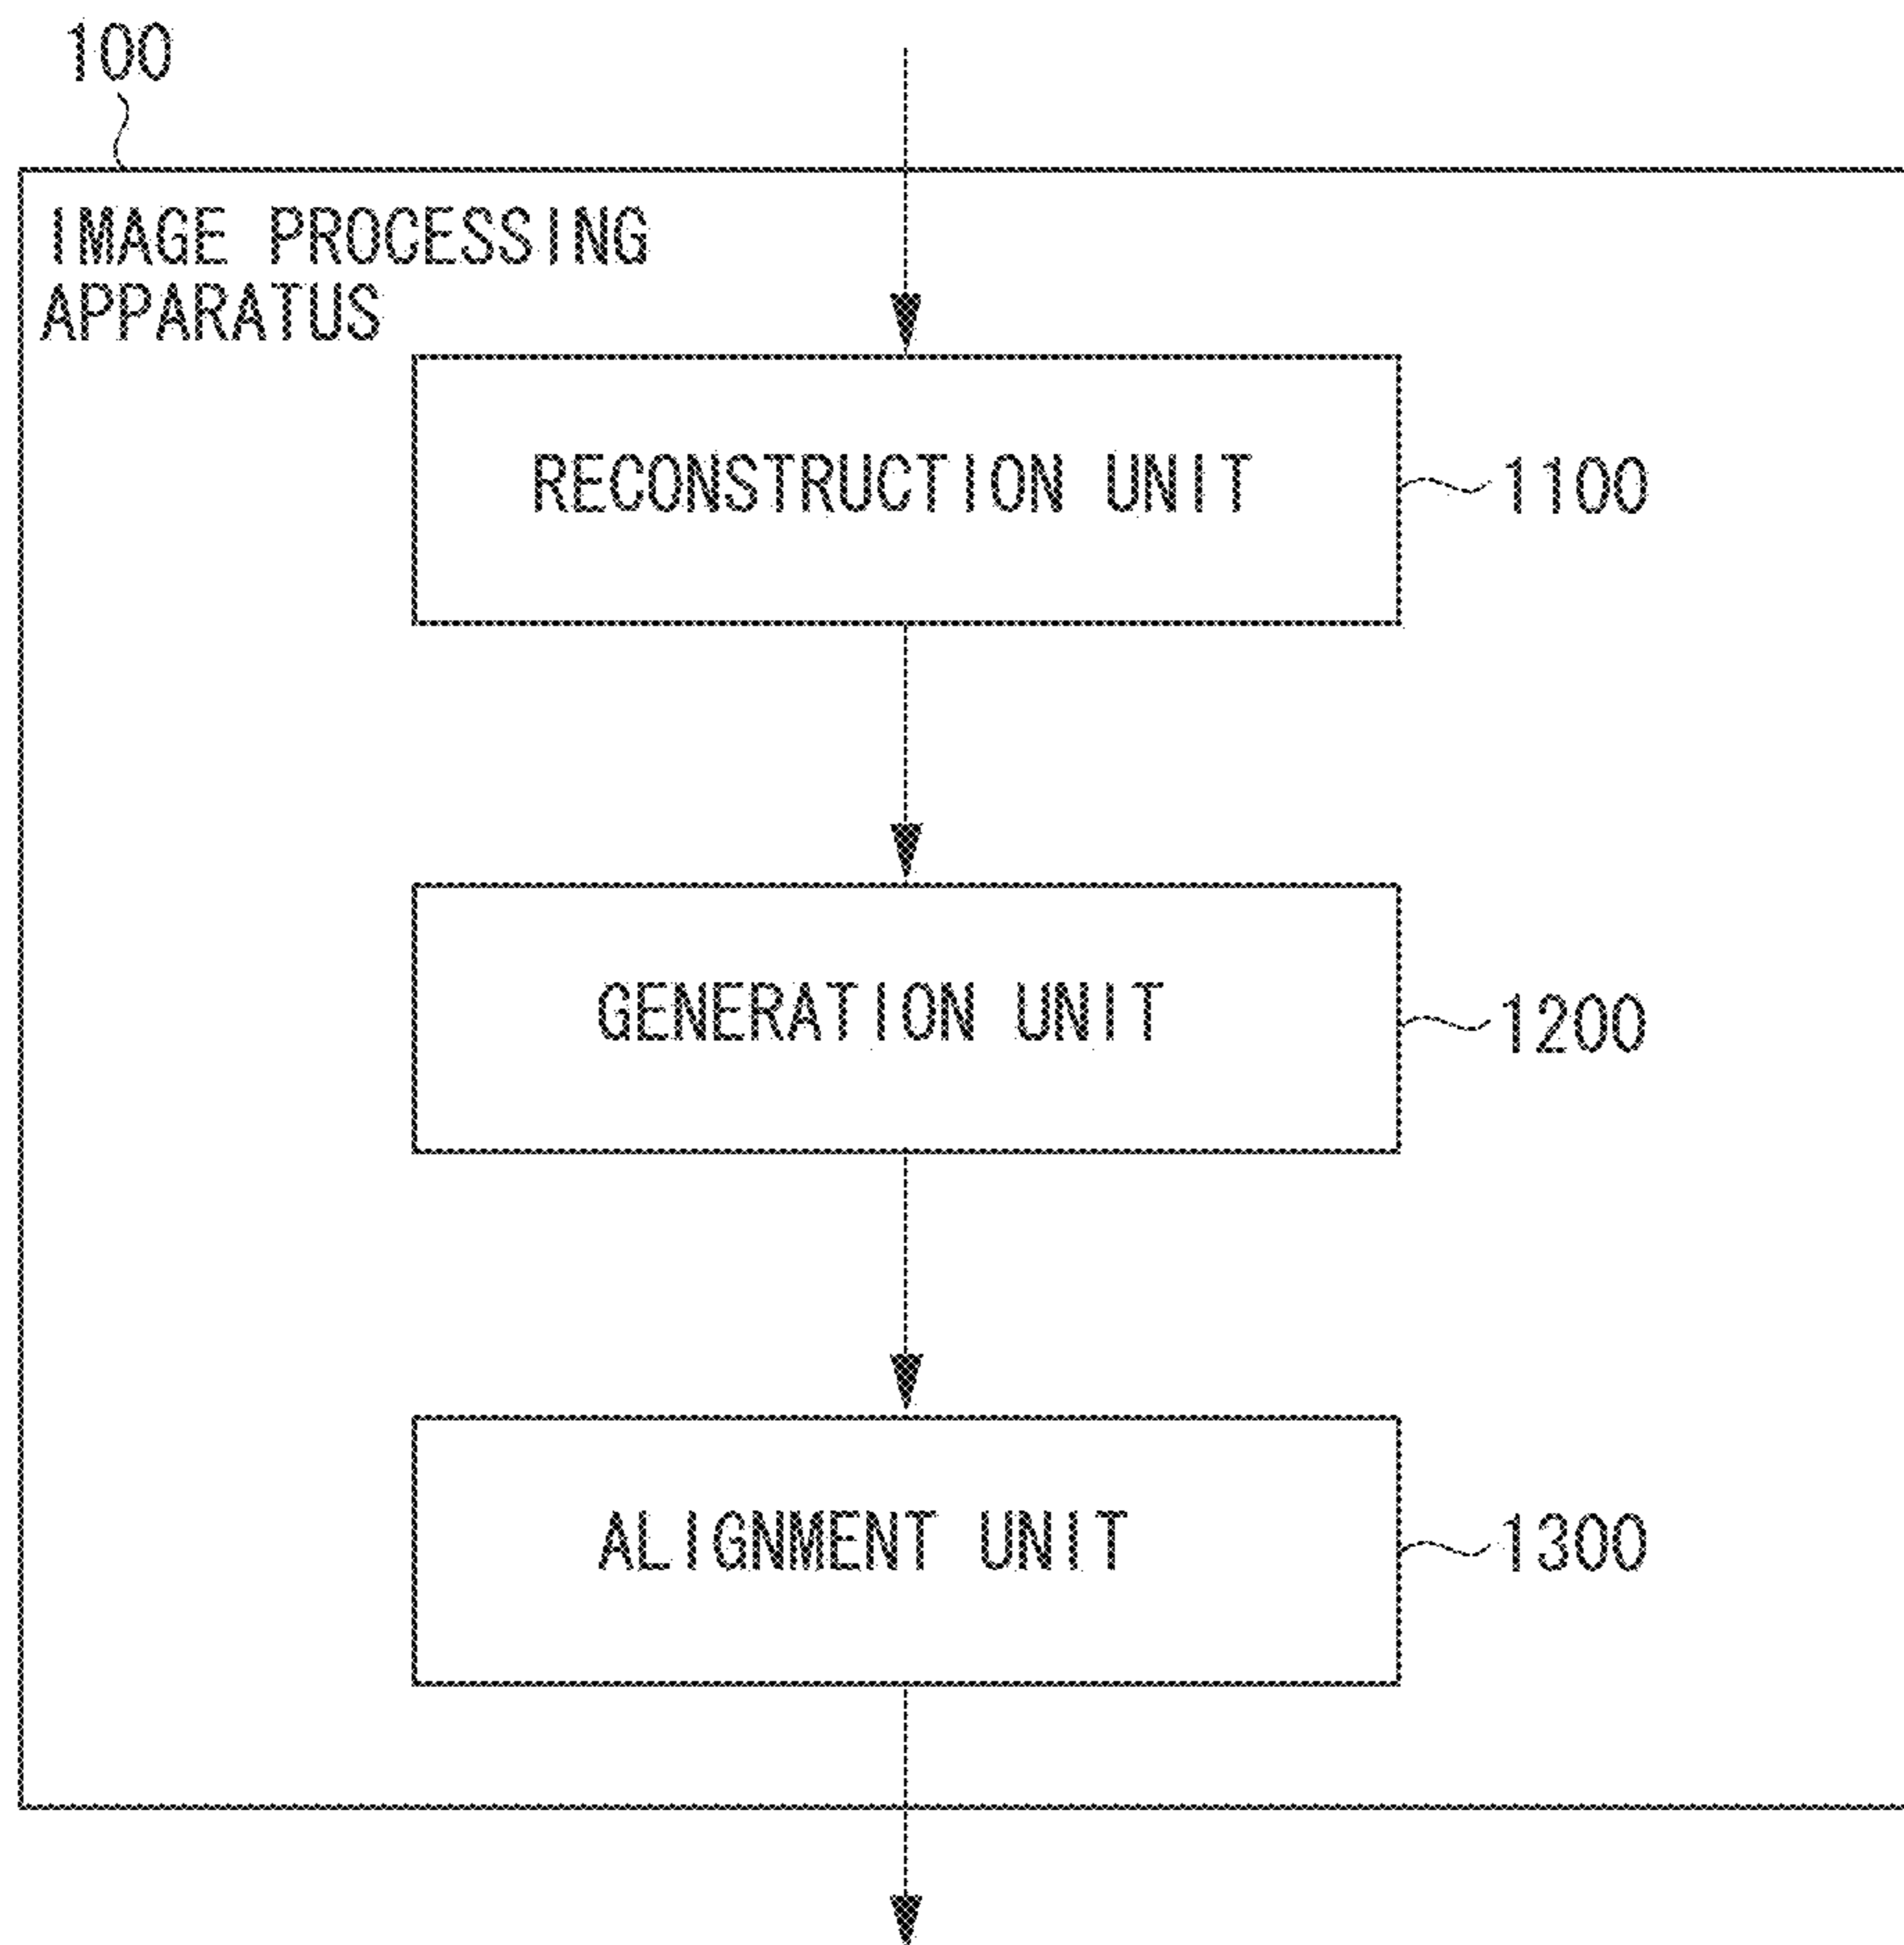 100
IMAGE PROCESSING
APPARATUS
RECONSTRUCTION UNIT
1100
GENERATION UNIT
1200
ALIGNMENT UNIT
1300